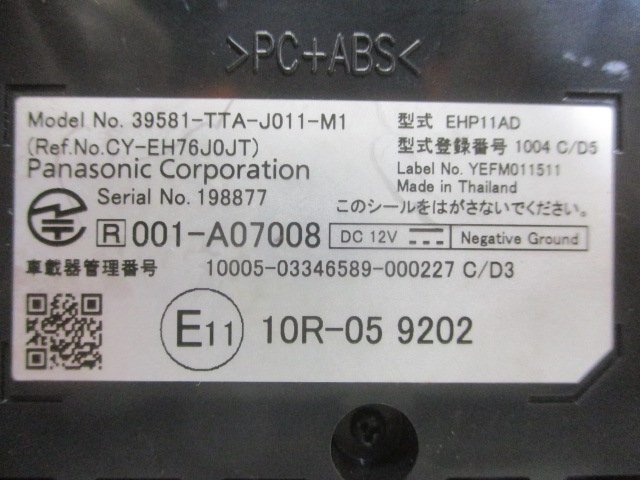 >PC+ABS<
Model No. 39581-TTA-J011-M1
(Ref.No.CY-EH76J0JT)
Panasonic Corporation
Serial No. 198877
型式 EHP11AD
型式登録番号 1004 C/D5
Label No. YEFM011511
Made in Thailand
このシールをはがさないでください。
R 001-A07008
DC 12V
Negative Ground
車載器管理番号 10005-03346589-000227 C/D3
E11 10R-05 9202